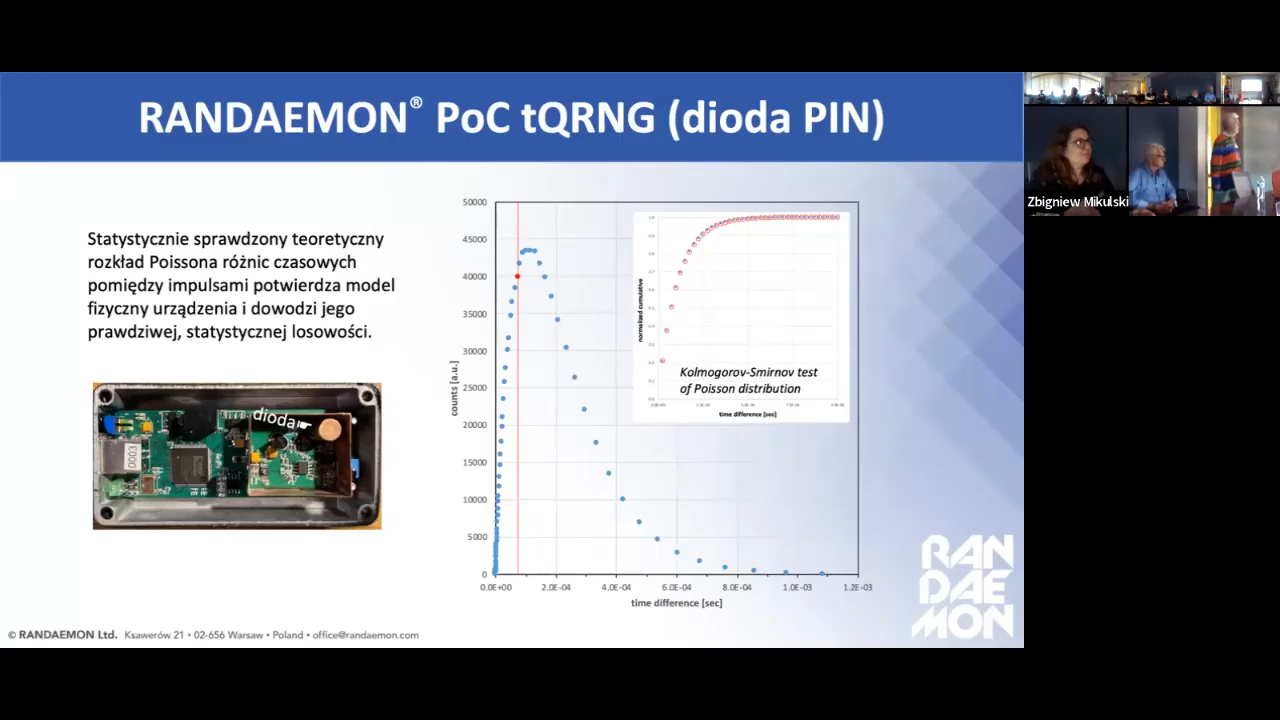 RANDAEMON® PoC tQRNG (dioda PIN)
Statystycznie sprawdzony teoretyczny
rozkład Poissona różnic czasowych
pomiędzy impulsami potwierdza model
fizyczny urządzenia i dowodzi jego
prawdziwej, statystycznej losowości.
dioda
0003
50000
45000
40000
35000
30000
25000
20000
15000
10000
5000
0
counts [a.u.]
0.0E+00 2.0E-04 4.0E-04 6.0E-04 8.0E-04 1.0E-03 1.2E-03
time difference [sec]
normalized cumulative
Kolmogorov-Smirnov test
of Poisson distribution
time difference [sec]
Zbigniew Mikulski
RAN
DAE
MON
© RANDAEMON Ltd. Ksawerów 21 • 02-656 Warsaw • Poland • office@randaemon.com